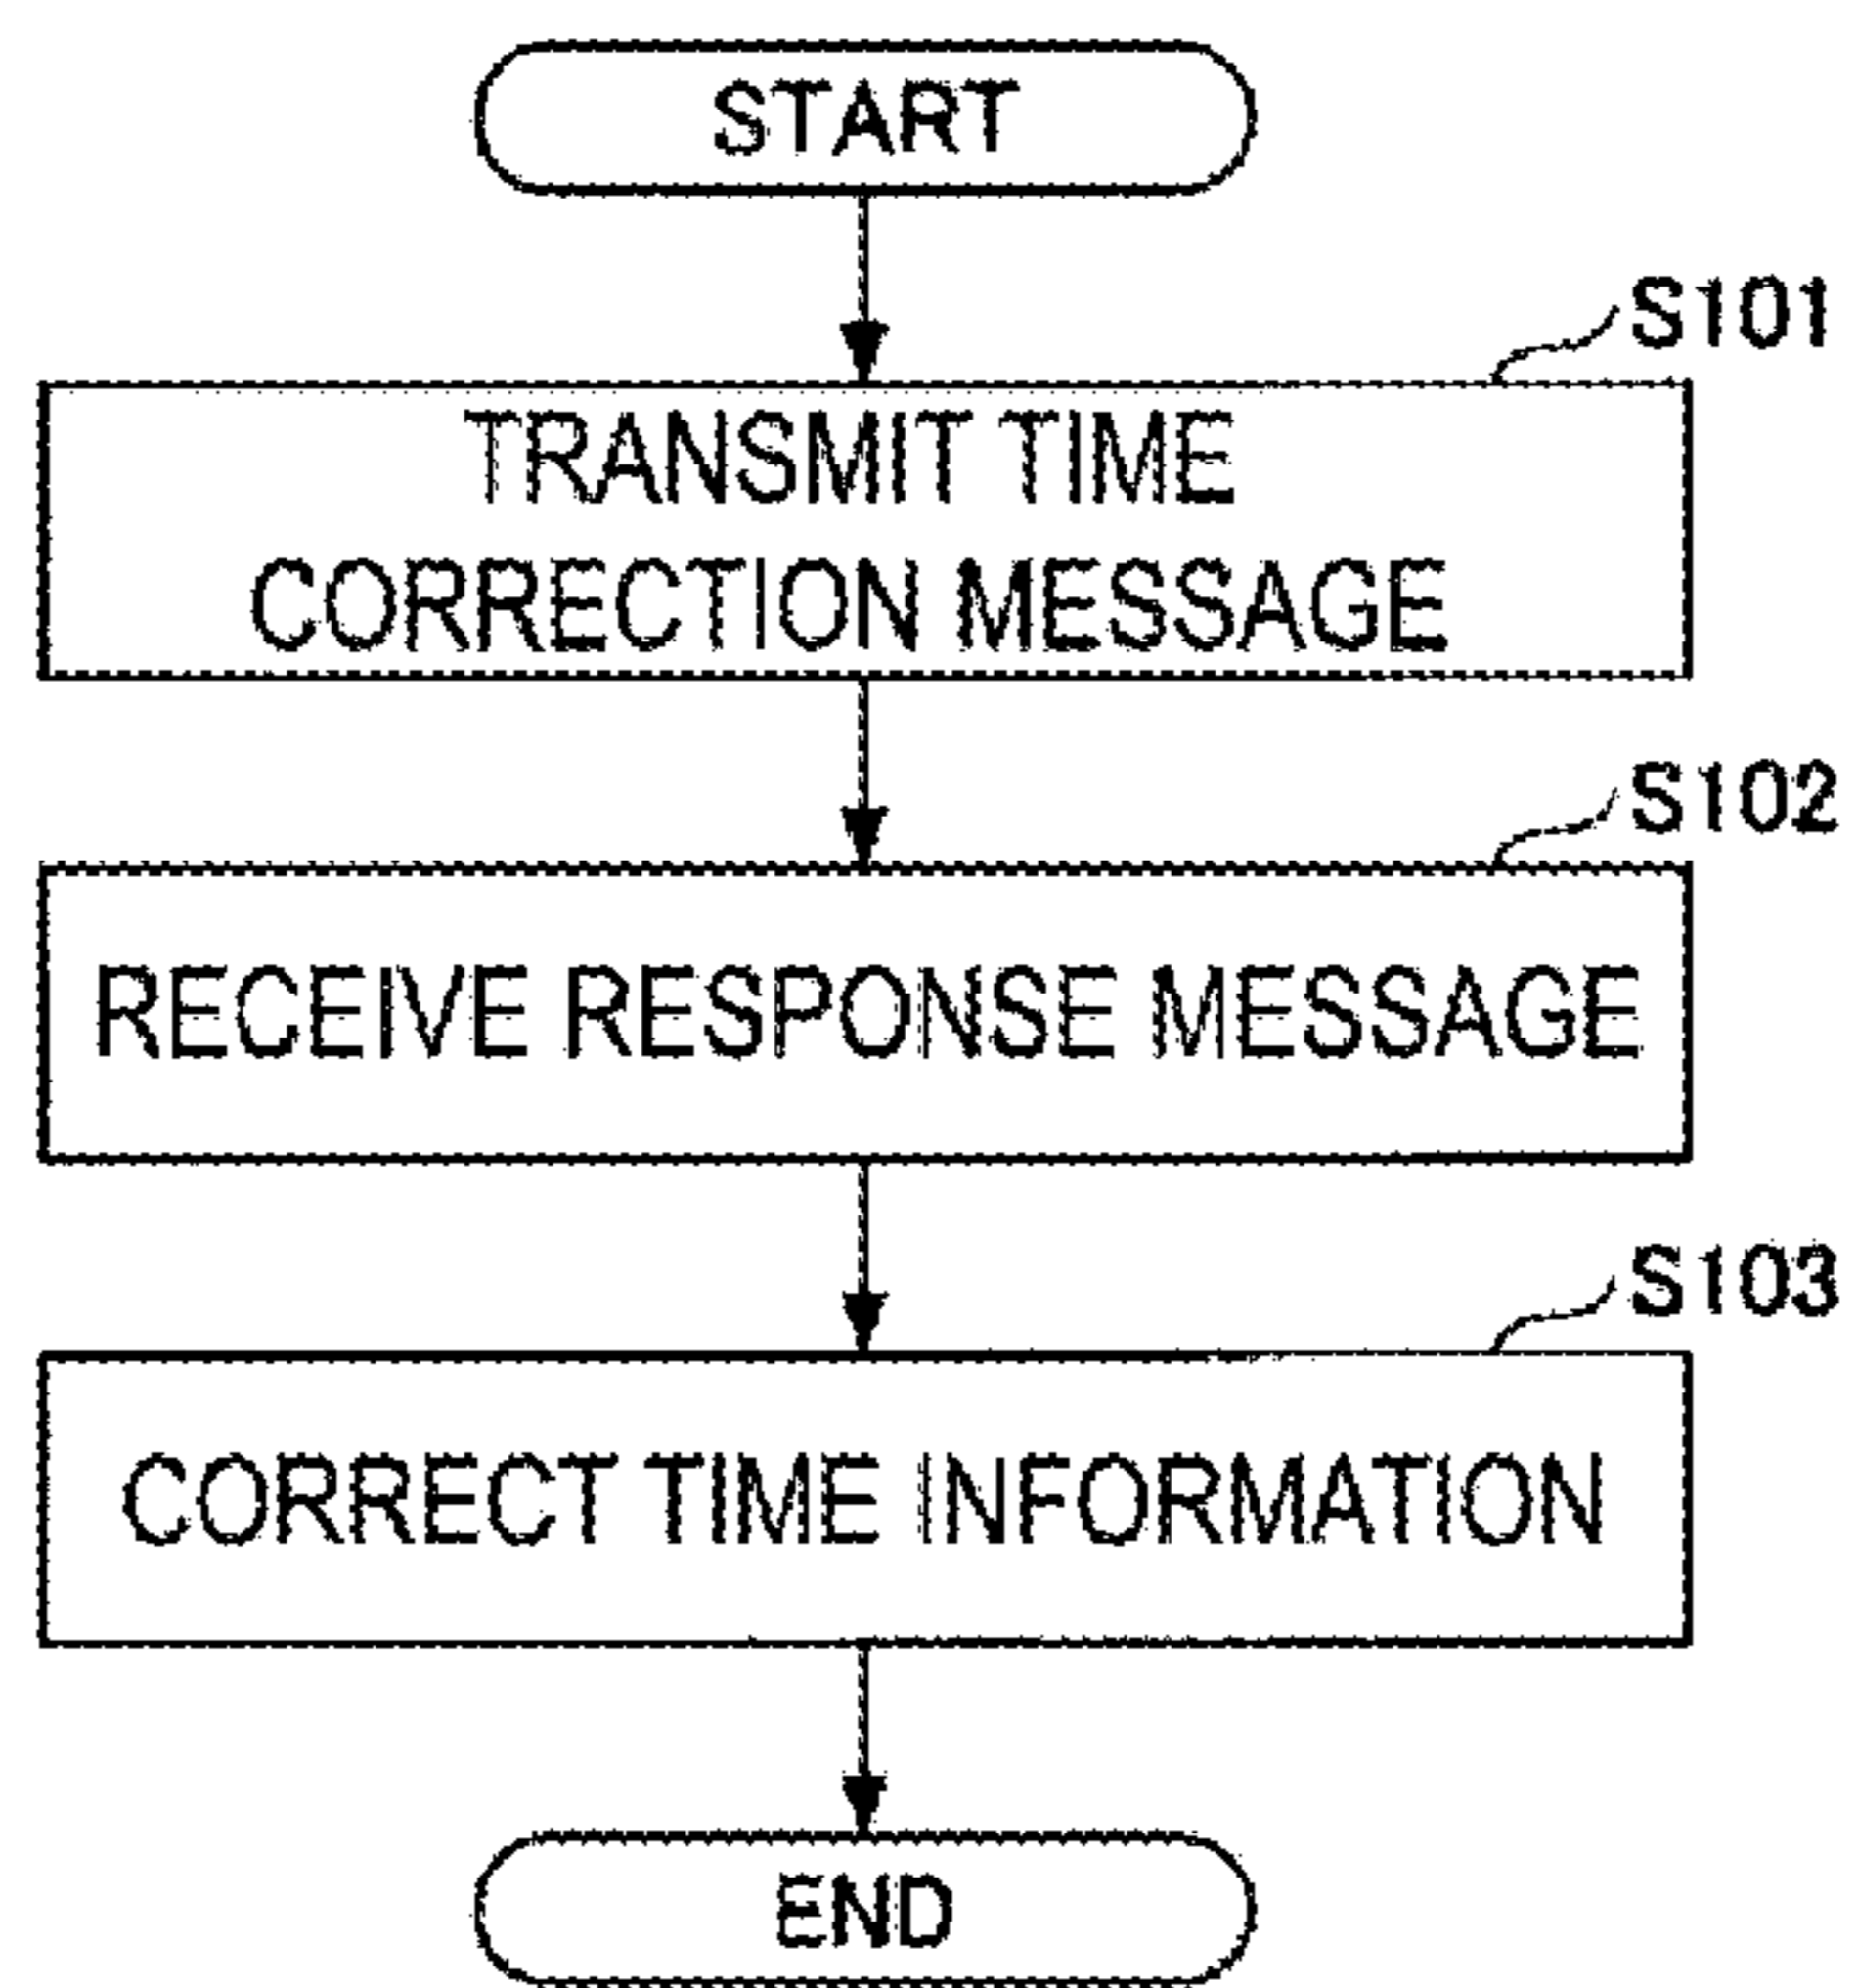 START
S101
TRANSMIT TIME
CORRECTION MESSAGE
S102
RECEIVE RESPONSE MESSAGE
S103
CORRECT TIME INFORMATION
END